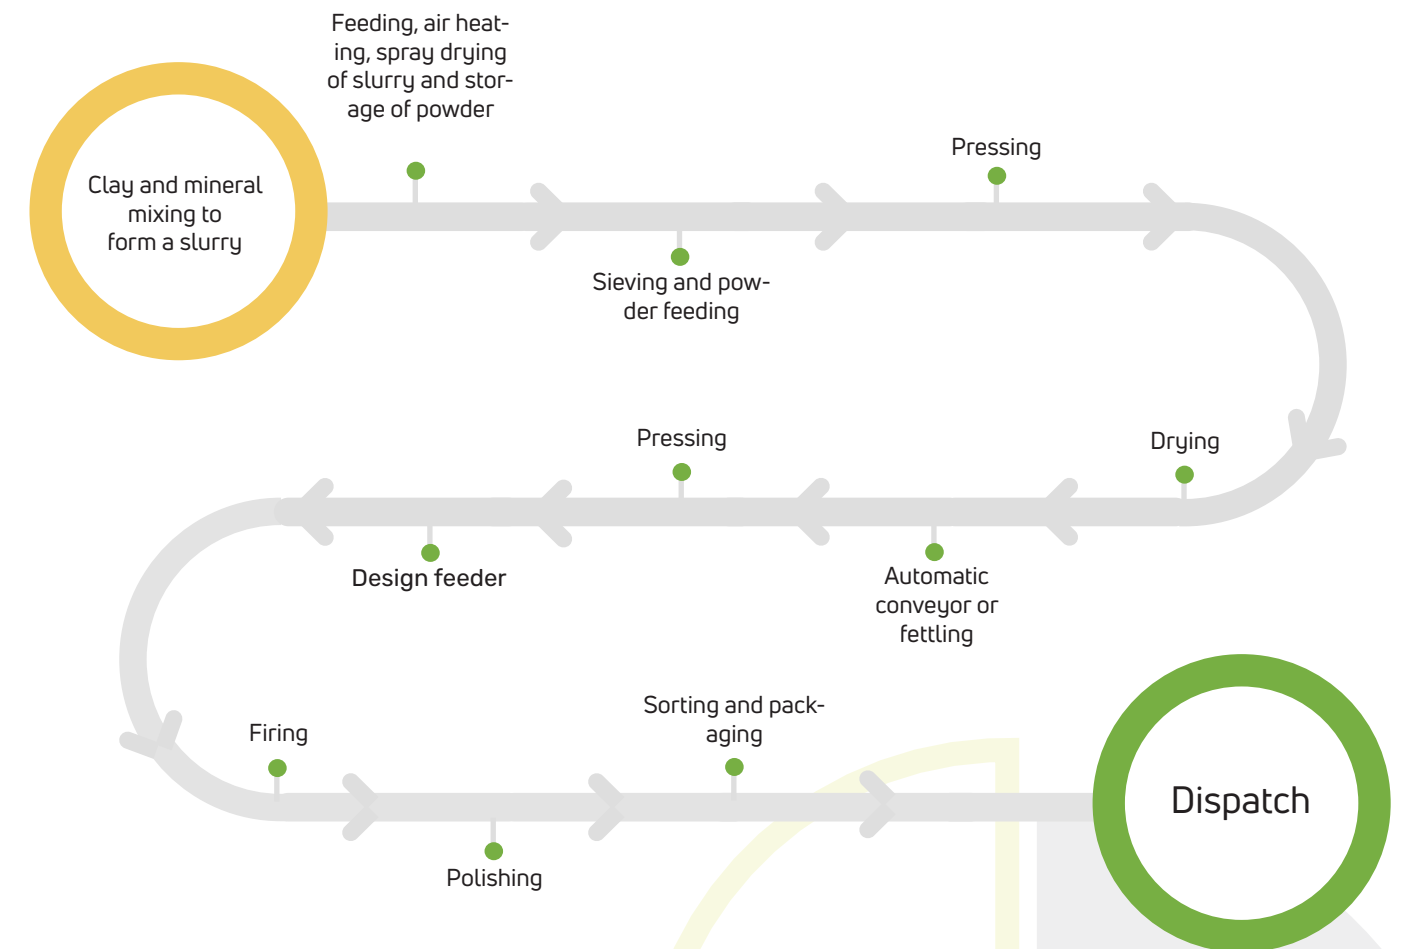 Feeding, air heat-
ing, spray drying
of slurry and stor-
age of powder
Clay and mineral
mixing to
form a slurry
Pressing
Sieving and pow-
der feeding
Drying
Automatic
conveyor or
fettling
Pressing
Design feeder
Firing
Polishing
Sorting and pack-
aging
Dispatch